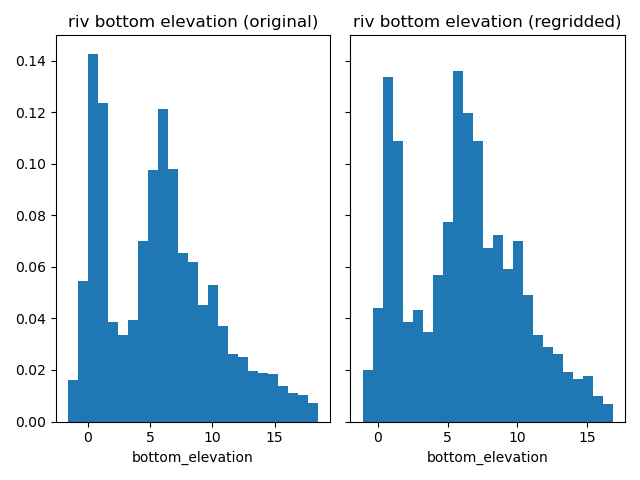 riv bottom elevation (original)
riv bottom elevation (regridded)
0.14
0.12
0.10
0.08
0.06
0.04
0.02
0.00
0 5 10 15
0 5 10 15
bottom_elevation
bottom_elevation